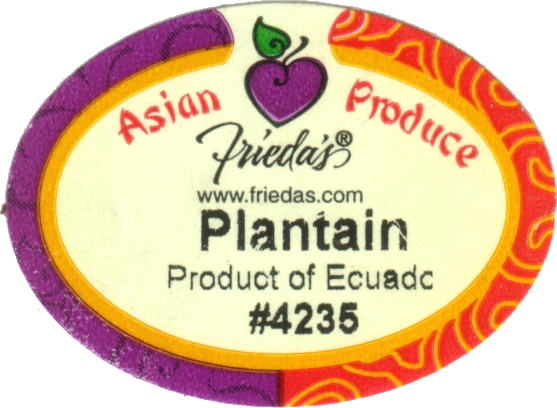 Asian Produce
Frieda's®
www.friedas.com
Plantain
Product of Ecuadc
#4235